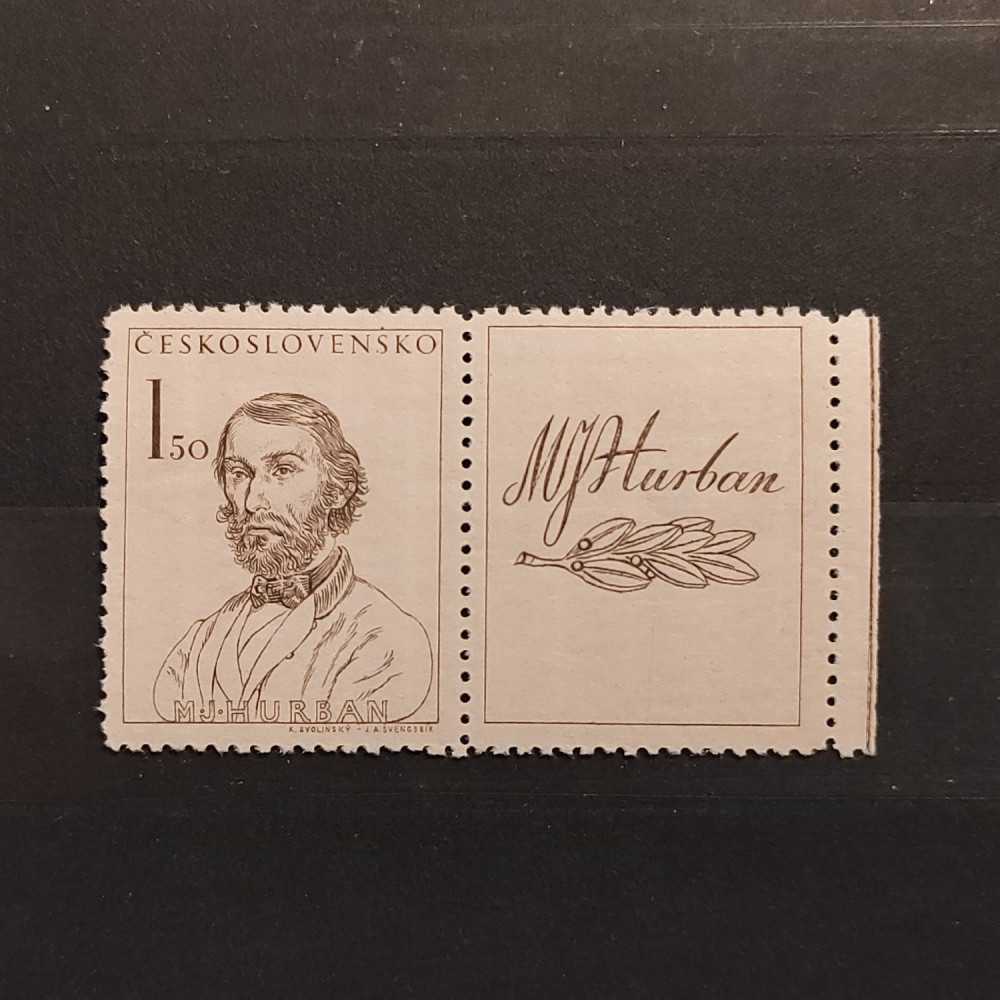 ČESKOSLOVENSKO
1 50
M·J·HURBAN
K. SVOLINSKÝ - J. A. ŠVENGSBÍR
MJHurban